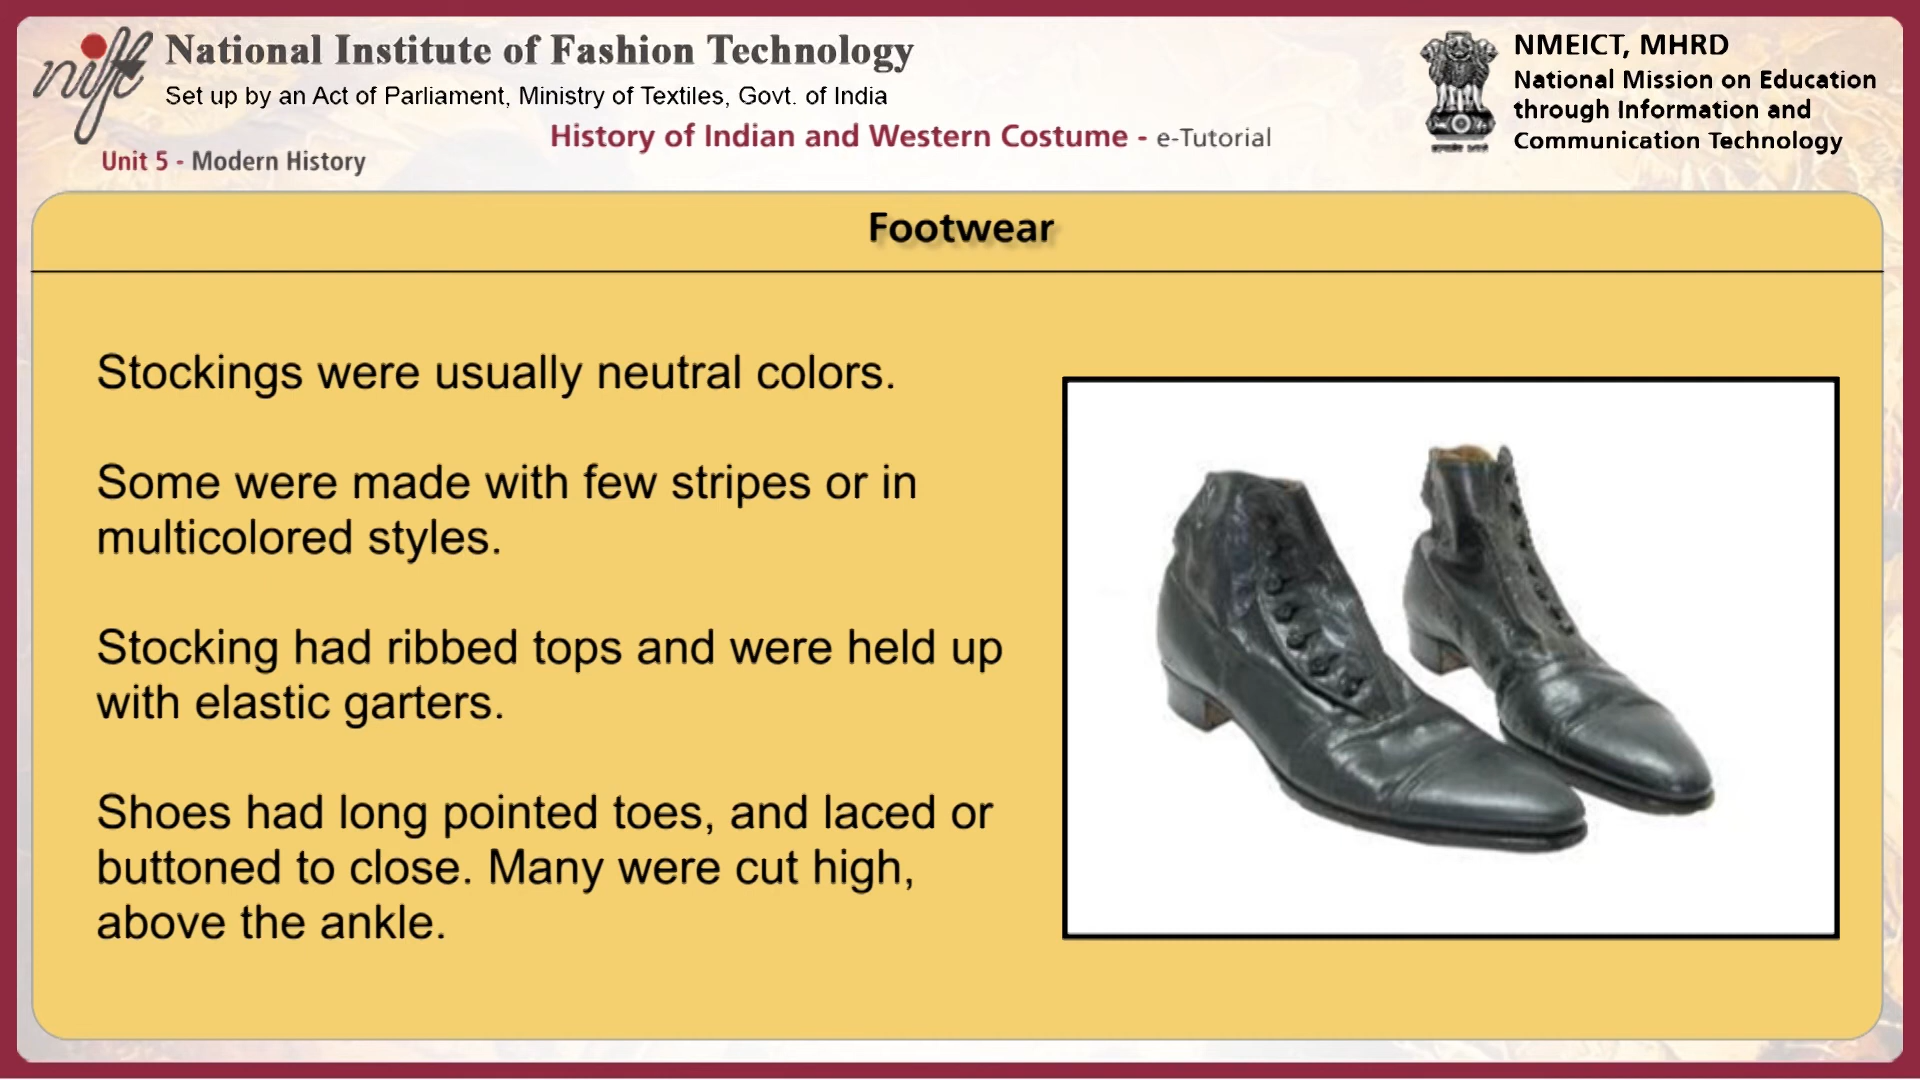 nift
National Institute of Fashion Technology
Set up by an Act of Parliament, Ministry of Textiles, Govt. of India
History of Indian and Western Costume - e-Tutorial
Unit 5 - Modern History
NMEICT, MHRD
National Mission on Education
through Information and
Communication Technology
Footwear
Stockings were usually neutral colors.
Some were made with few stripes or in
multicolored styles.
Stocking had ribbed tops and were held up
with elastic garters.
Shoes had long pointed toes, and laced or
buttoned to close. Many were cut high,
above the ankle.